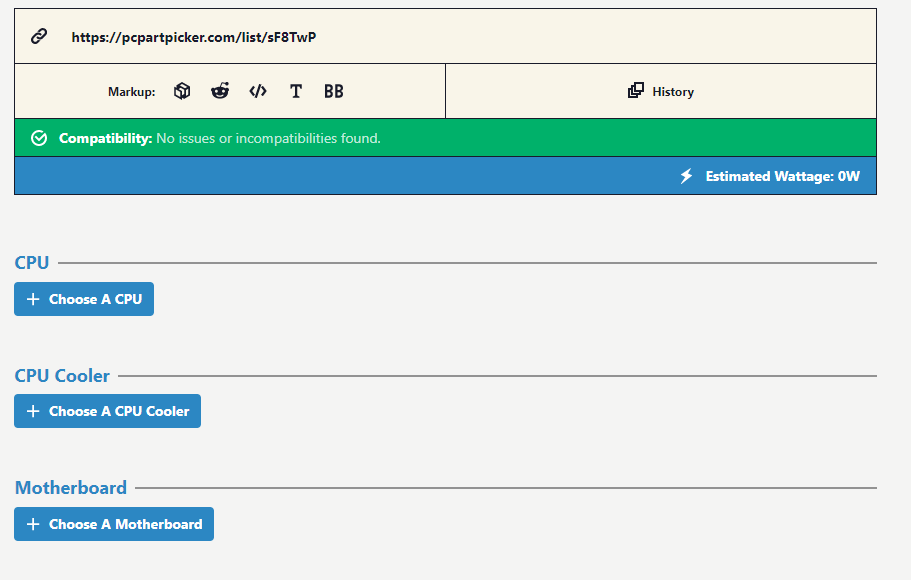 https://pcpartpicker.com/list/sF8TwP
Markup: </> T BB
History
Compatibility: No issues or incompatibilities found.
Estimated Wattage: 0W
CPU
+ Choose A CPU
CPU Cooler
+ Choose A CPU Cooler
Motherboard
+ Choose A Motherboard